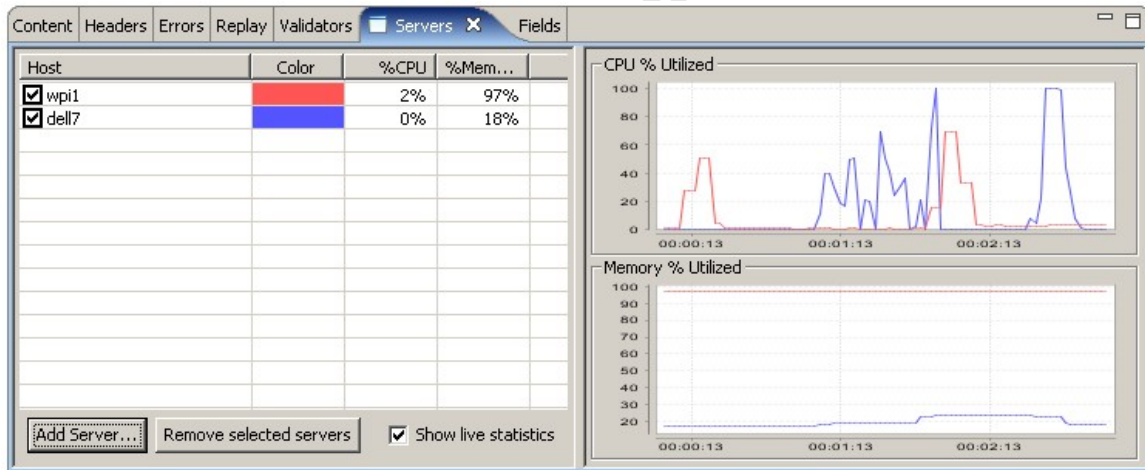 Content Headers Errors Replay Validators Servers Fields
Host Color %CPU %Mem...
wpi1 2% 97%
dell7 0% 18%
Add Server... Remove selected servers Show live statistics
CPU % Utilized
100
80
60
40
20
0
00:00:13 00:01:13 00:02:13
Memory % Utilized
100
90
80
70
60
50
40
30
20
00:00:13 00:01:13 00:02:13